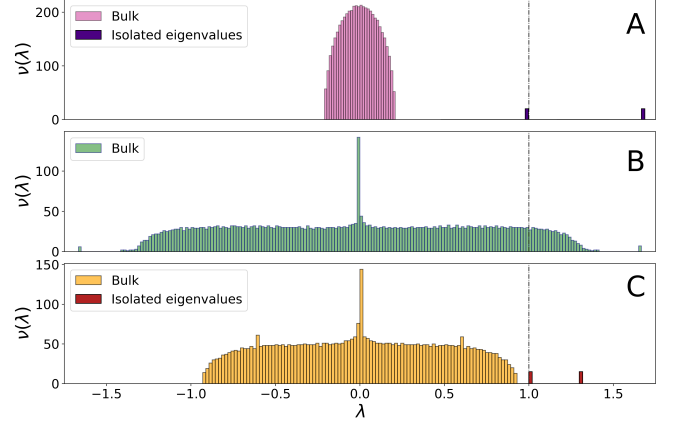 200
100
0
ν(λ)
Bulk
Isolated eigenvalues
A
100
50
0
ν(λ)
Bulk
B
150
100
50
0
ν(λ)
Bulk
Isolated eigenvalues
C
−1.5 −1.0 −0.5 0.0 0.5 1.0 1.5
λ